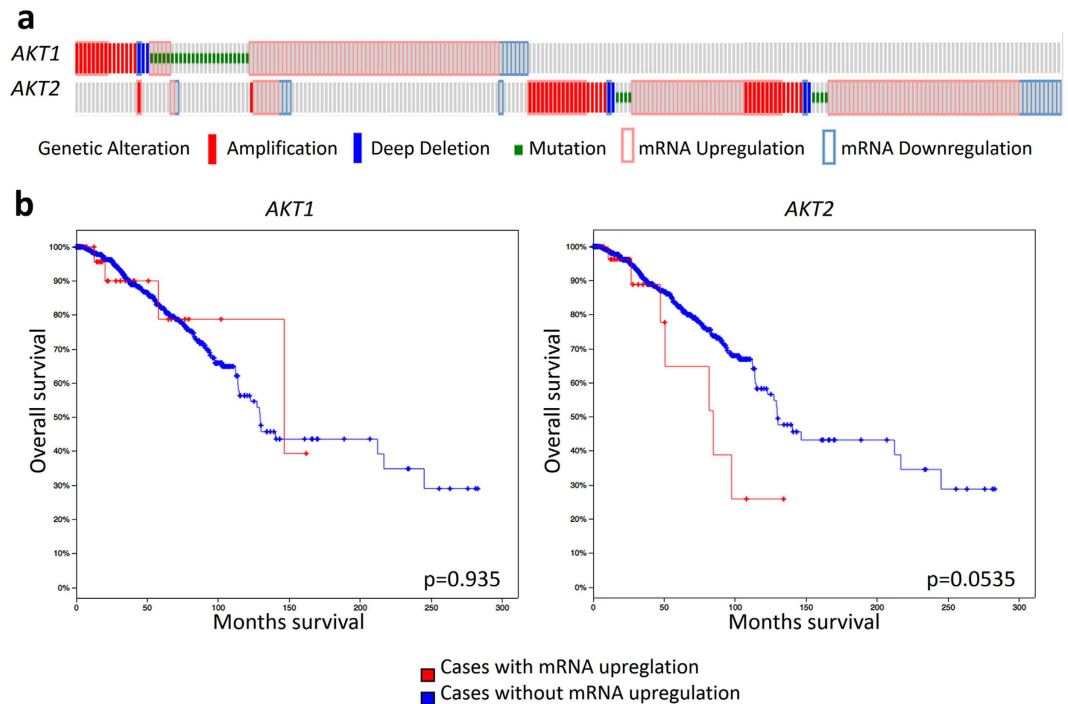 a
AKT1
AKT2
Genetic Alteration Amplification Deep Deletion Mutation mRNA Upregulation mRNA Downregulation
b
AKT1
Overall survival
100%
90%
80%
70%
60%
50%
40%
30%
20%
10%
0%
p=0.935
0 50 100 150 200 250 300
Months survival
AKT2
Overall survival
100%
90%
80%
70%
60%
50%
40%
30%
20%
10%
0%
p=0.0535
0 50 100 150 200 250 300
Months survival
Cases with mRNA upreglation
Cases without mRNA upregulation